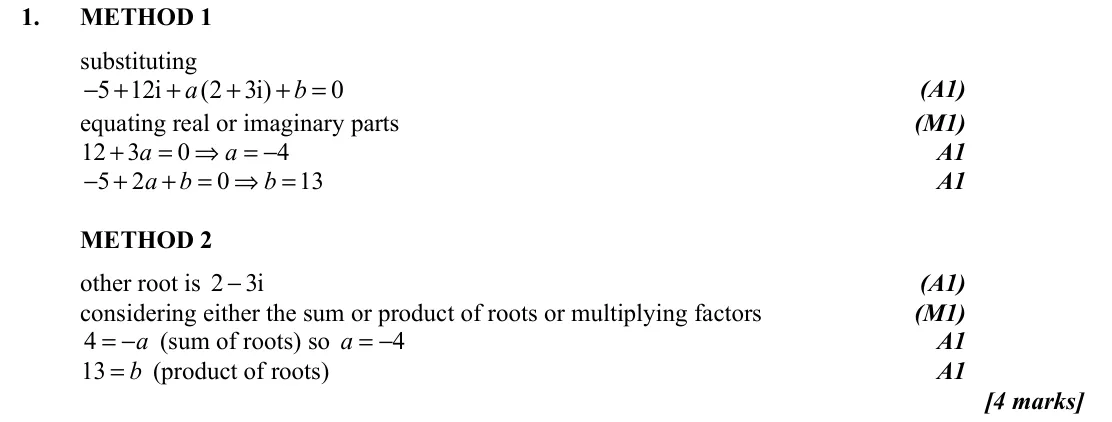 1. METHOD 1
substituting
−5+12i+a(2+3i)+b=0 (A1)
equating real or imaginary parts (M1)
12+3a=0⇒a=−4 A1
−5+2a+b=0⇒b=13 A1
METHOD 2
other root is 2−3i (A1)
considering either the sum or product of roots or multiplying factors (M1)
4=−a (sum of roots) so a=−4 A1
13=b (product of roots) A1
[4 marks]